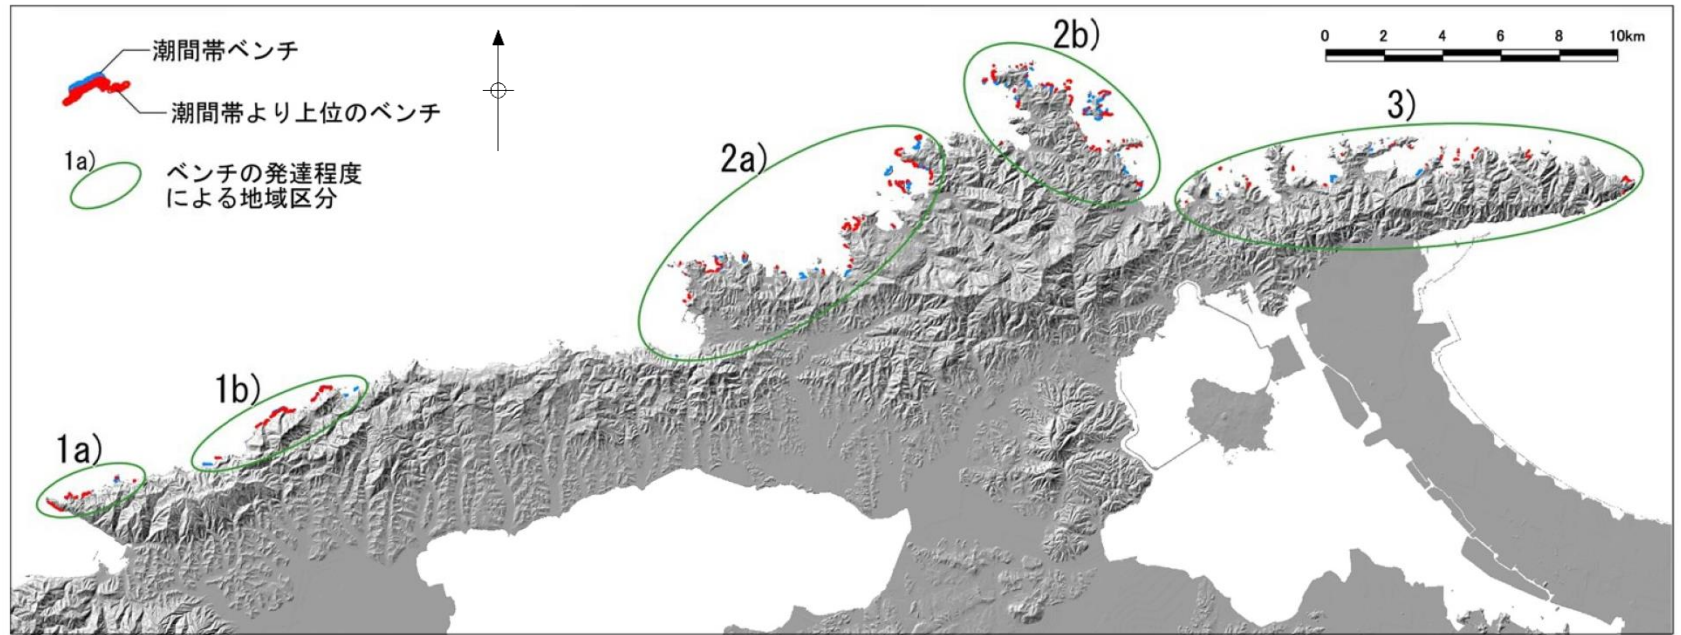 潮間帯ベンチ
潮間帯より上位のベンチ
1a)
ベンチの発達程度
による地域区分
2b)
0 2 4 6 8 10km
3)
2a)
1b)
1a)